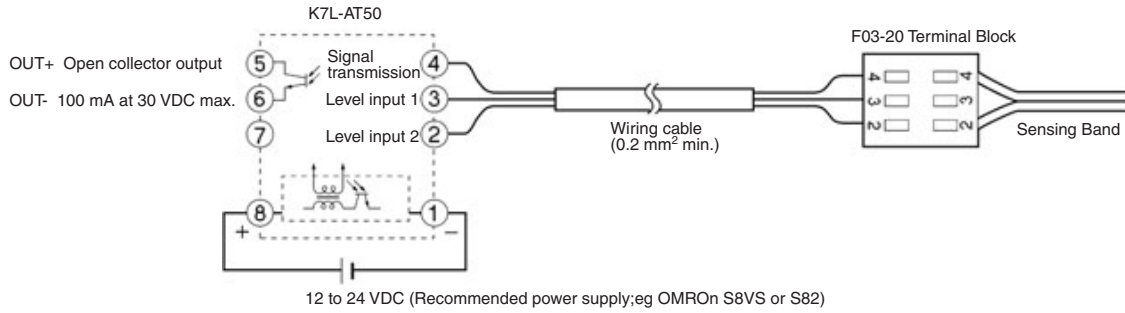 K7L-AT50
F03-20 Terminal Block
OUT+ Open collector output
5
Signal
transmission
4
OUT- 100 mA at 30 VDC max.
6
Level input 1
3
7
Level input 2
2
Wiring cable
(0.2 mm² min.)
4
4
3
3
2
2
Sensing Band
8
1
+
−
12 to 24 VDC (Recommended power supply;eg OMROn S8VS or S82)